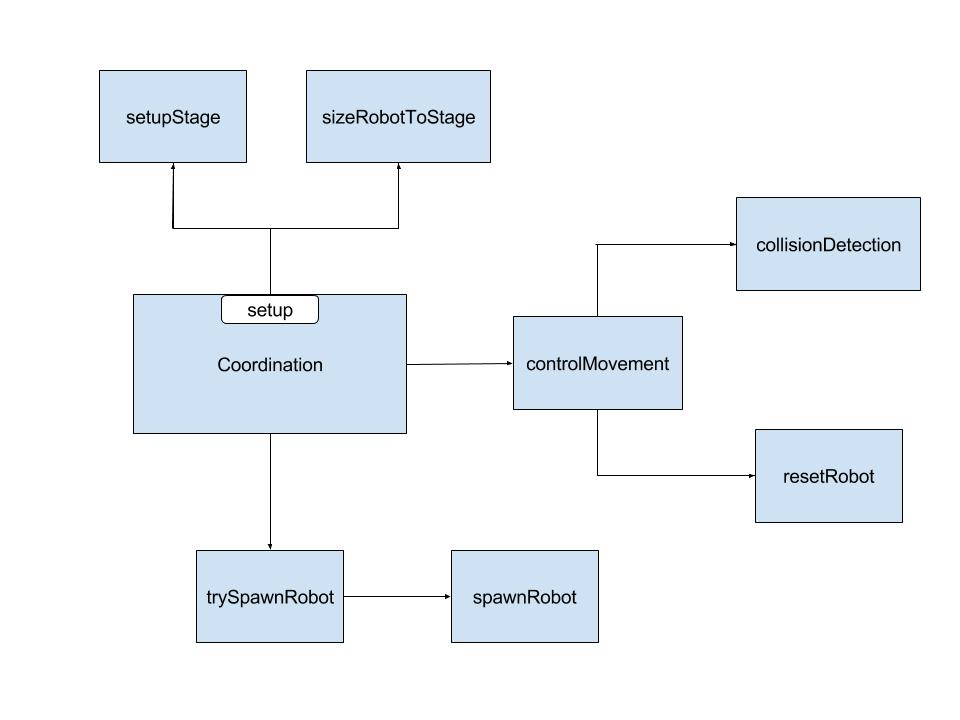 setupStage
sizeRobotToStage
collisionDetection
setup
Coordination
controlMovement
resetRobot
trySpawnRobot
spawnRobot